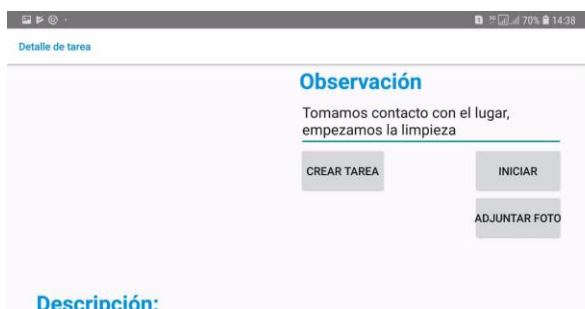 70% 14:38
Detalle de tarea
Observación
Tomamos contacto con el lugar,
empezamos la limpieza
CREAR TAREA
INICIAR
ADJUNTAR FOTO
Descripción: